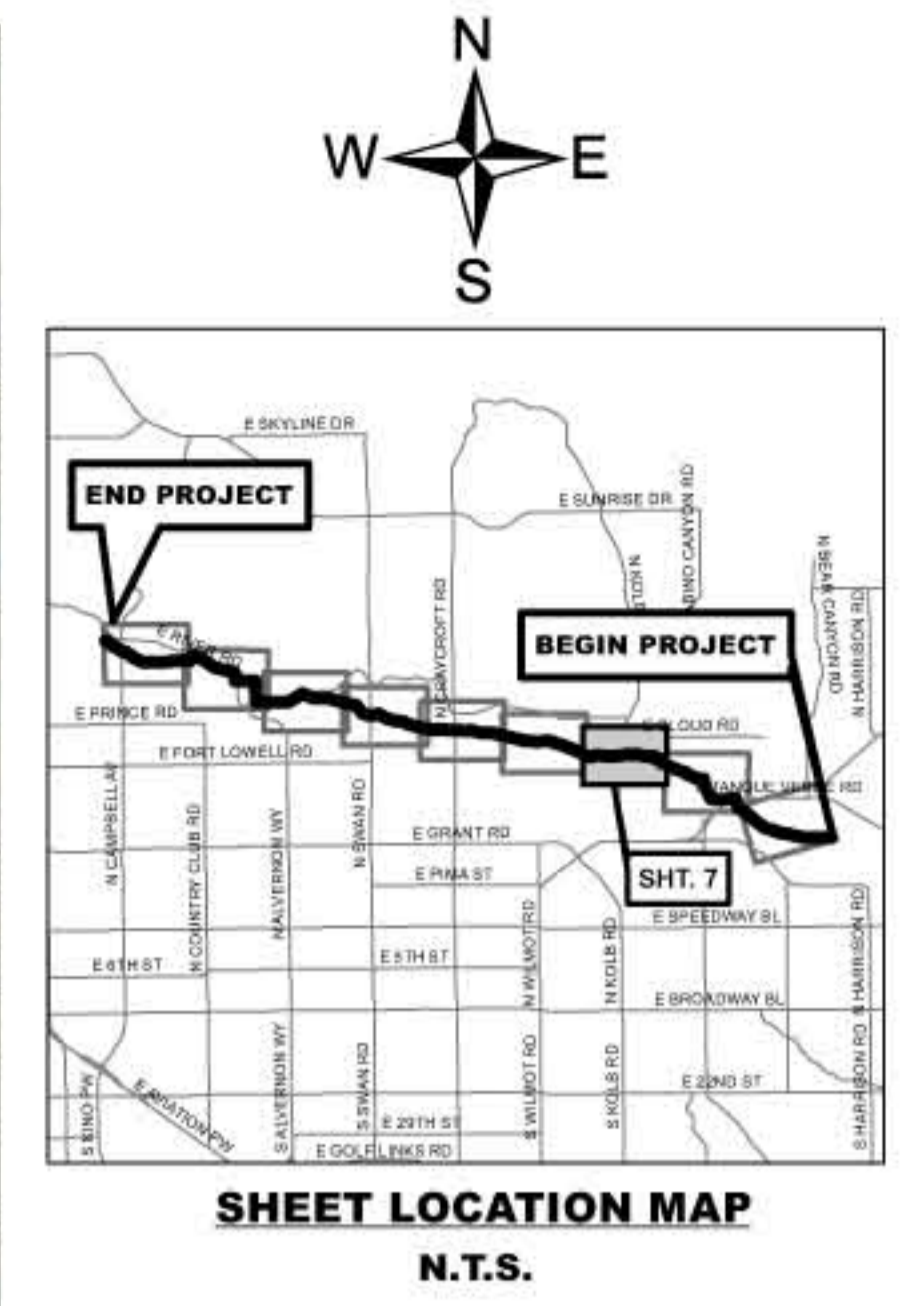 N
W E
S
E SKYLINE DR
END PROJECT
E SUNRISE DR
N KOLB
SABINO CANYON RD
N BEAR CANYON RD
N HARRISON RD
N CRAYCROFT RD
BEGIN PROJECT
E RIVER RD
E PRINCE RD
E CLOUD RD
E FORT LOWELL RD
TANQUE VERDE RD
N CAMPBELL AV
N COUNTRY CLUB RD
N ALVERNON WY
N SWAN RD
E GRANT RD
E PIMA ST
SHT. 7
E SPEEDWAY BL
N WILMOT RD
N KOLB RD
N HARRISON RD
E 6TH ST
E 5TH ST
E BROADWAY BL
S KINO PW
E AVIATION PW
S ALVERNON WY
S SWAN RD
S WILMOT RD
S KOLB RD
E 22ND ST
S HARRISON RD
E 29TH ST
E GOLF LINKS RD
SHEET LOCATION MAP
N.T.S.